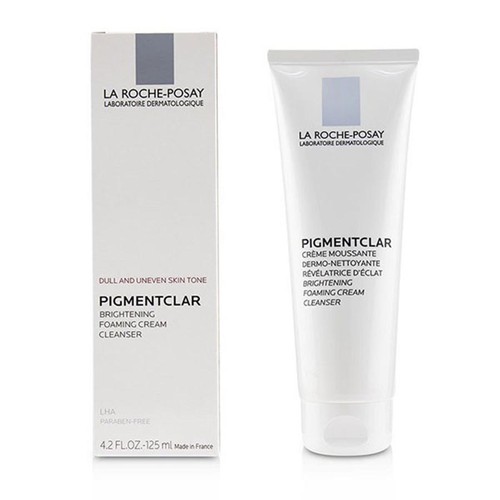 LA ROCHE-POSAY
LABORATOIRE DERMATOLOGIQUE
DULL AND UNEVEN SKIN TONE
PIGMENTCLAR
BRIGHTENING
FOAMING CREAM
CLEANSER
LHA
PARABEN-FREE
4.2 FL.OZ.-125 ml Made in France
LA ROCHE-POSAY
LABORATOIRE DERMATOLOGIQUE
PIGMENTCLAR
CRÈME MOUSSANTE
DERMO-NETTOYANTE
RÉVÉLATRICE D'ÉCLAT
BRIGHTENING
FOAMING CREAM
CLEANSER